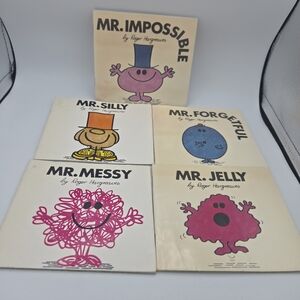 MR. IMPOSSIBLE
by Roger Hargreaves
MR. SILLY
by Roger Hargreaves
MR. FORGETFUL
by Roger Hargreaves
MR. MESSY
by Roger Hargreaves
MR. JELLY
by Roger Hargreaves